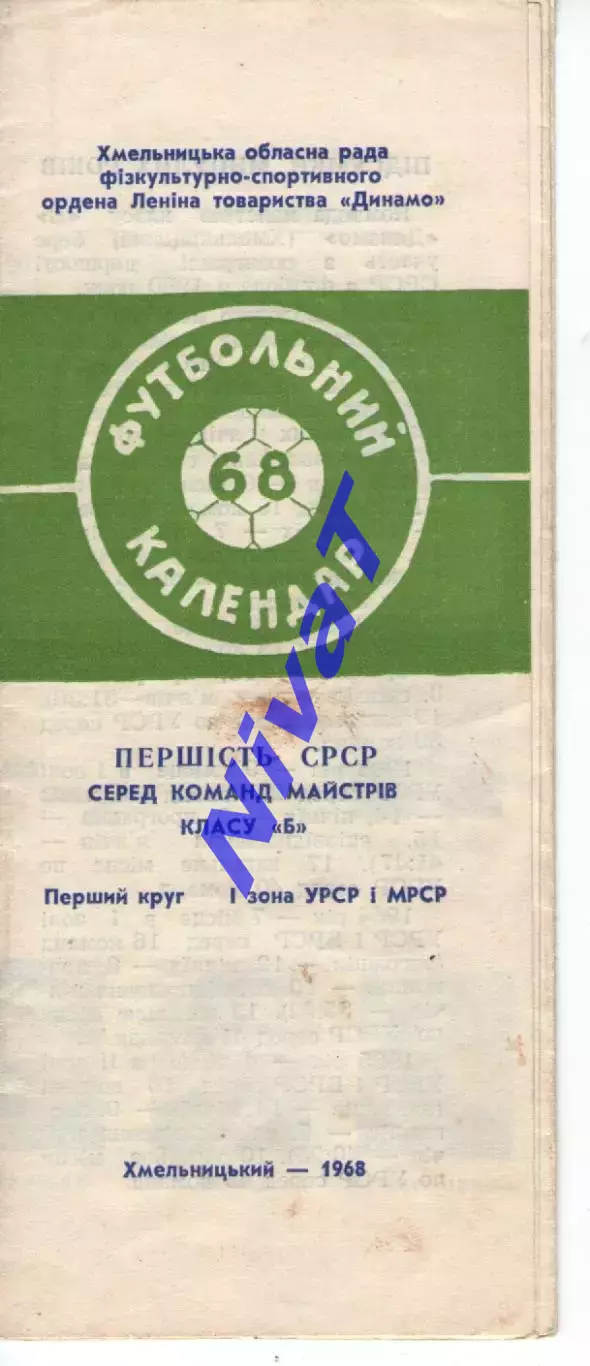 Хмельницька обласна рада
фізкультурно-спортивного
ордена Леніна товариства «Динамо»
ФУТБОЛЬНИЙ
68
КАЛЕНДАР
NivaT
ПЕРШІСТЬ СРСР
СЕРЕД КОМАНД МАЙСТРІВ
КЛАСУ «Б»
Перший круг І зона УРСР і МРСР
Хмельницький — 1968